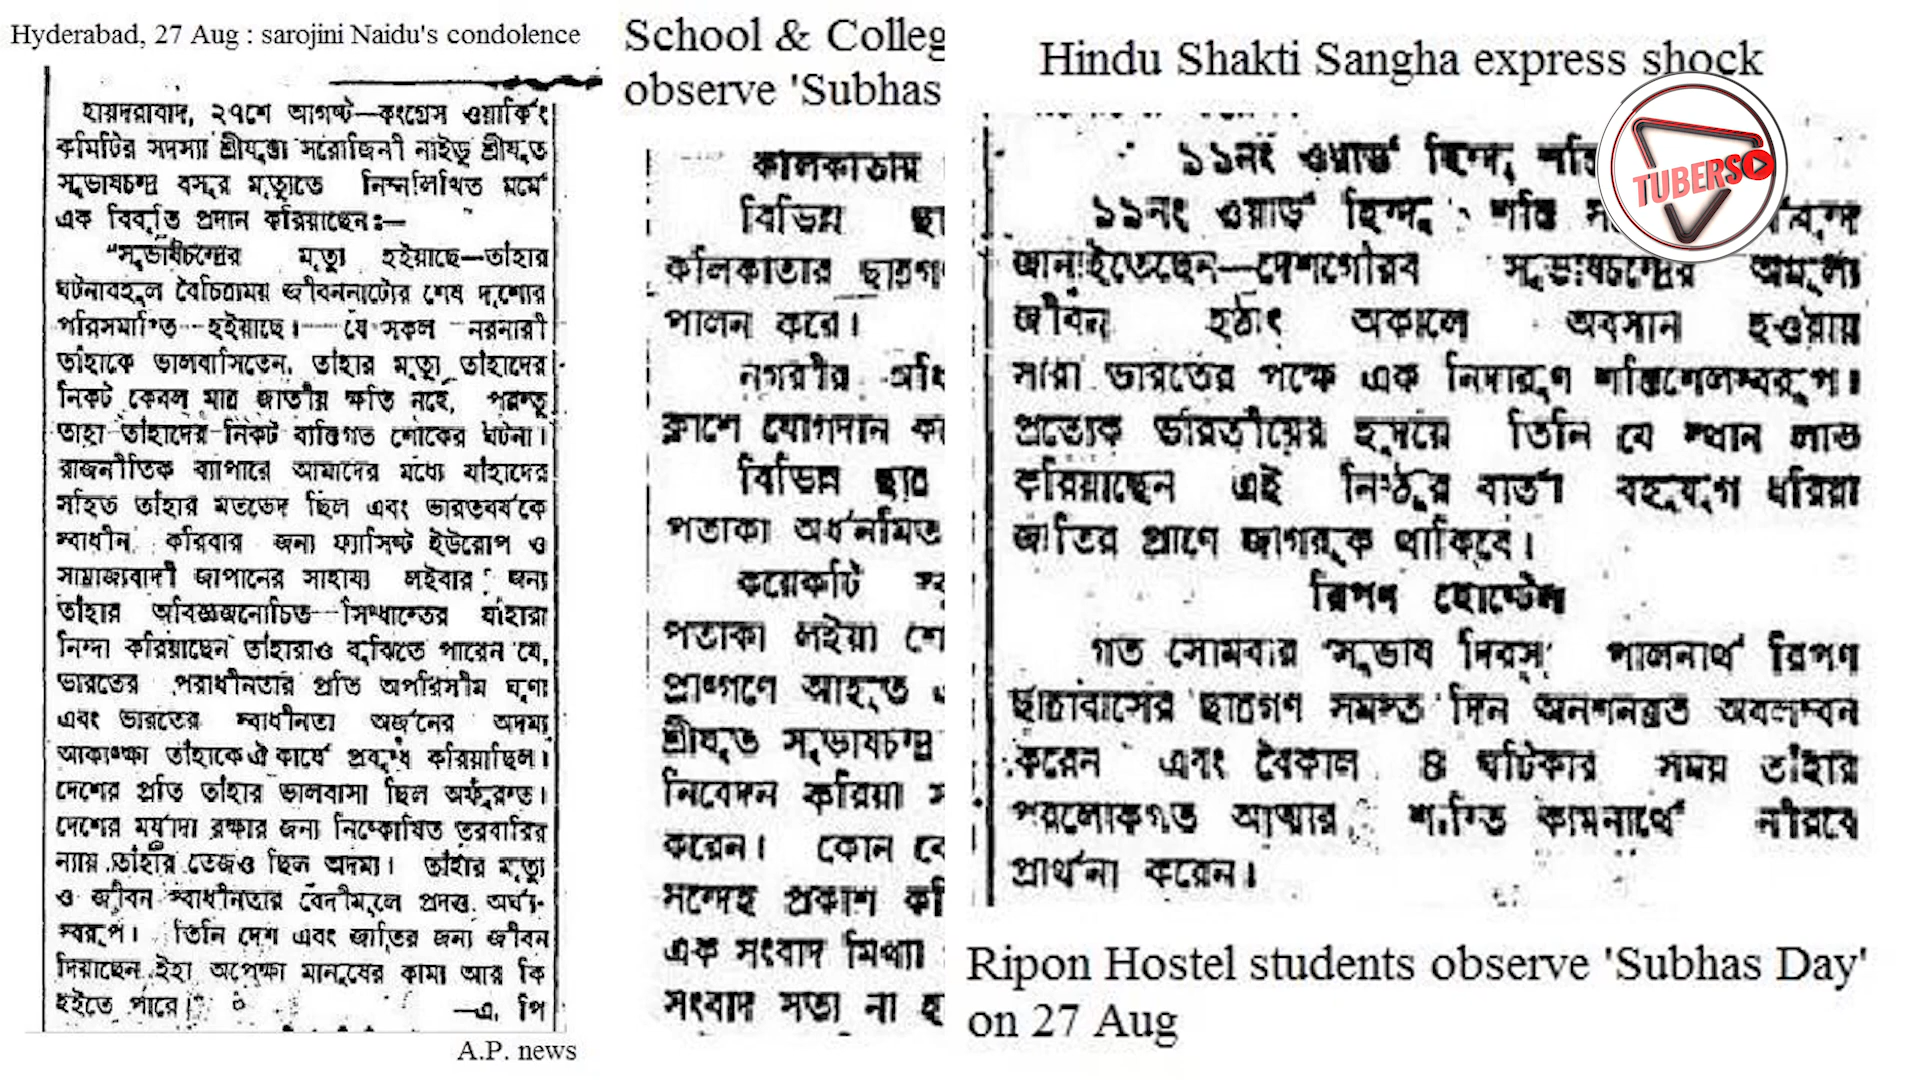 Hyderabad, 27 Aug : sarojini Naidu's condolence
হায়দরাবাদ, ২৭শে আগষ্ট—কংগ্রেস ওয়ার্কিং
কমিটির সদস্যা শ্রীযুক্তা সরোজিনী নাইডু শ্রীযুত
সুভাষচন্দ্র বসুর মৃত্যুতে নিম্নলিখিত মর্মে
এক বিবৃতি প্রদান করিয়াছেন:—
"সুভাষচন্দ্রের মৃত্যু হইয়াছে—তাঁহার
ঘটনাবহুল বৈচিত্র্যময় জীবননাট্যের শেষ দৃশ্যের
পরিসমাপ্তি হইয়াছে। যে সকল নরনারী
তাঁহাকে ভালবাসিতেন, তাঁহার মৃত্যু তাঁহাদের
নিকট কেবল মাত্র জাতীয় ক্ষতি নহে, পরন্তু
তাহা তাঁহাদের নিকট ব্যক্তিগত শোকের ঘটনা।
রাজনীতিক ব্যাপারে আমাদের মধ্যে যাঁহাদের
সহিত তাঁহার মতভেদ ছিল এবং ভারতবর্ষকে
স্বাধীন করিবার জন্য ফ্যাসিষ্ট ইউরোপ ও
সাম্রাজ্যবাদী জাপানের সাহায্য লইবার জন্য
তাঁহার অবিজ্ঞজনোচিত সিদ্ধান্তের যাঁহারা
নিন্দা করিয়াছেন তাঁহারাও বুঝিতে পারেন যে,
ভারতের পরাধীনতার প্রতি অপরিসীম ঘৃণা
এবং ভারতের স্বাধীনতা অর্জনের অদম্য
আকাঙ্ক্ষা তাঁহাকে ঐ কার্যে প্রবুদ্ধ করিয়াছিল।
দেশের প্রতি তাঁহার ভালবাসা ছিল অফুরন্ত।
দেশের মর্যাদা রক্ষার জন্য নিষ্কোষিত তরবারির
ন্যায় তাঁহার তেজও ছিল অদম্য। তাঁহার মৃত্যু
ও জীবন স্বাধীনতার বেদীমূলে প্রদত্ত অর্ঘ্য-
স্বরূপ। তিনি দেশ এবং জাতির জন্য জীবন
দিয়াছেন ইহা অপেক্ষা মানুষের কাম্য আর কি
হইতে পারে।"
—এ, পি
A.P. news
School & Colleg
observe 'Subhas
কলিকাতায়
বিভিন্ন ছা
কলিকাতার ছাত্রগণ
পালন করে।
নগরীর অধি
ক্লাশে যোগদান ক
বিভিন্ন ছাত্র
পতাকা অর্ধনমিত
কয়েকটি স্ক
পতাকা লইয়া শো
প্রাঙ্গণে আহূত এ
শ্রীযুত সুভাষচন্দ্র
নিবেদন করিয়া স
করেন। কোন কো
সন্দেহ প্রকাশ করি
এক সংবাদ মিথ্যা
সংবাদ সত্য না হ
Hindu Shakti Sangha express shock
১১নং ওয়ার্ড হিন্দু শক্তি
১১নং ওয়ার্ড হিন্দু শক্তি
জানাইতেছেন—দেশগৌরব সুভাষচন্দ্রের অমূল্য
জীবন হঠাৎ অকালে অবসান হওয়ায়
সারা ভারতের পক্ষে এক নিদারুণ শক্তিশেলস্বরূপ।
প্রত্যেক ভারতীয়ের হৃদয়ে তিনি যে স্থান লাভ
করিয়াছেন এই নিষ্ঠুর বার্তা বহুযুগ ধরিয়া
জাতির প্রাণে জাগরূক থাকিবে।
রিপণ হোষ্টেল
গত সোমবার 'সুভাষ দিবস' পালনার্থ রিপণ
ছাত্রাবাসের ছাত্রগণ সমস্ত দিন অনশনব্রত অবলম্বন
করেন এবং বৈকাল ৪ ঘটিকার সময় তাঁহার
পরলোকগত আত্মার শান্তি কামনার্থে নীরবে
প্রার্থনা করেন।
Ripon Hostel students observe 'Subhas Day'
on 27 Aug
TUBERS